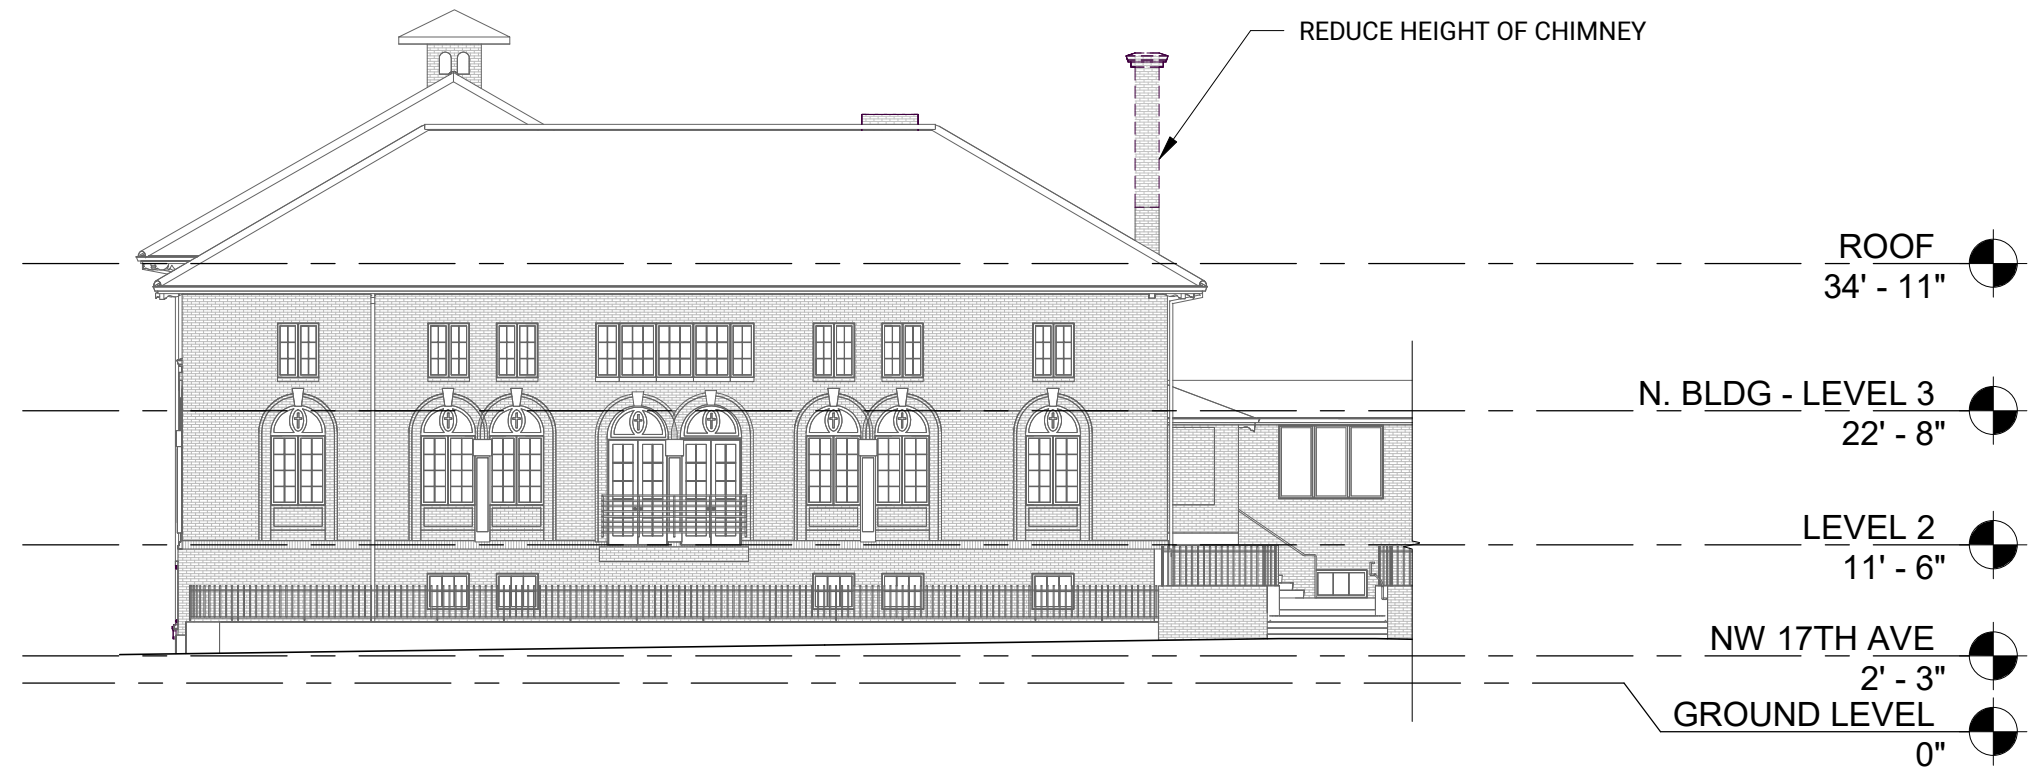 REDUCE HEIGHT OF CHIMNEY
ROOF
34' - 11"
N. BLDG - LEVEL 3
22' - 8"
LEVEL 2
11' - 6"
NW 17TH AVE
2' - 3"
GROUND LEVEL
0"